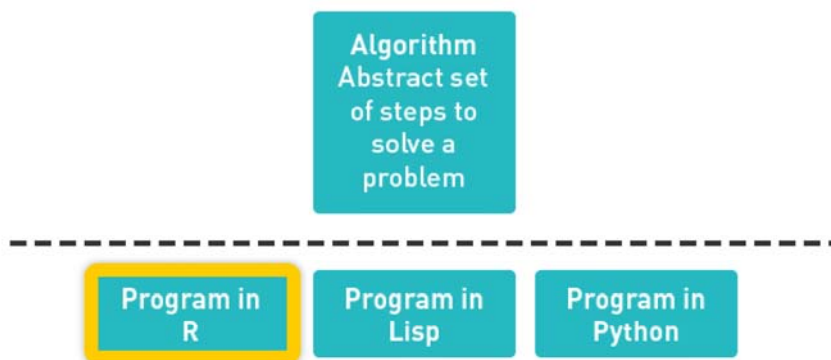 Algorithm
Abstract set
of steps to
solve a
problem
Program in
R
Program in
Lisp
Program in
Python